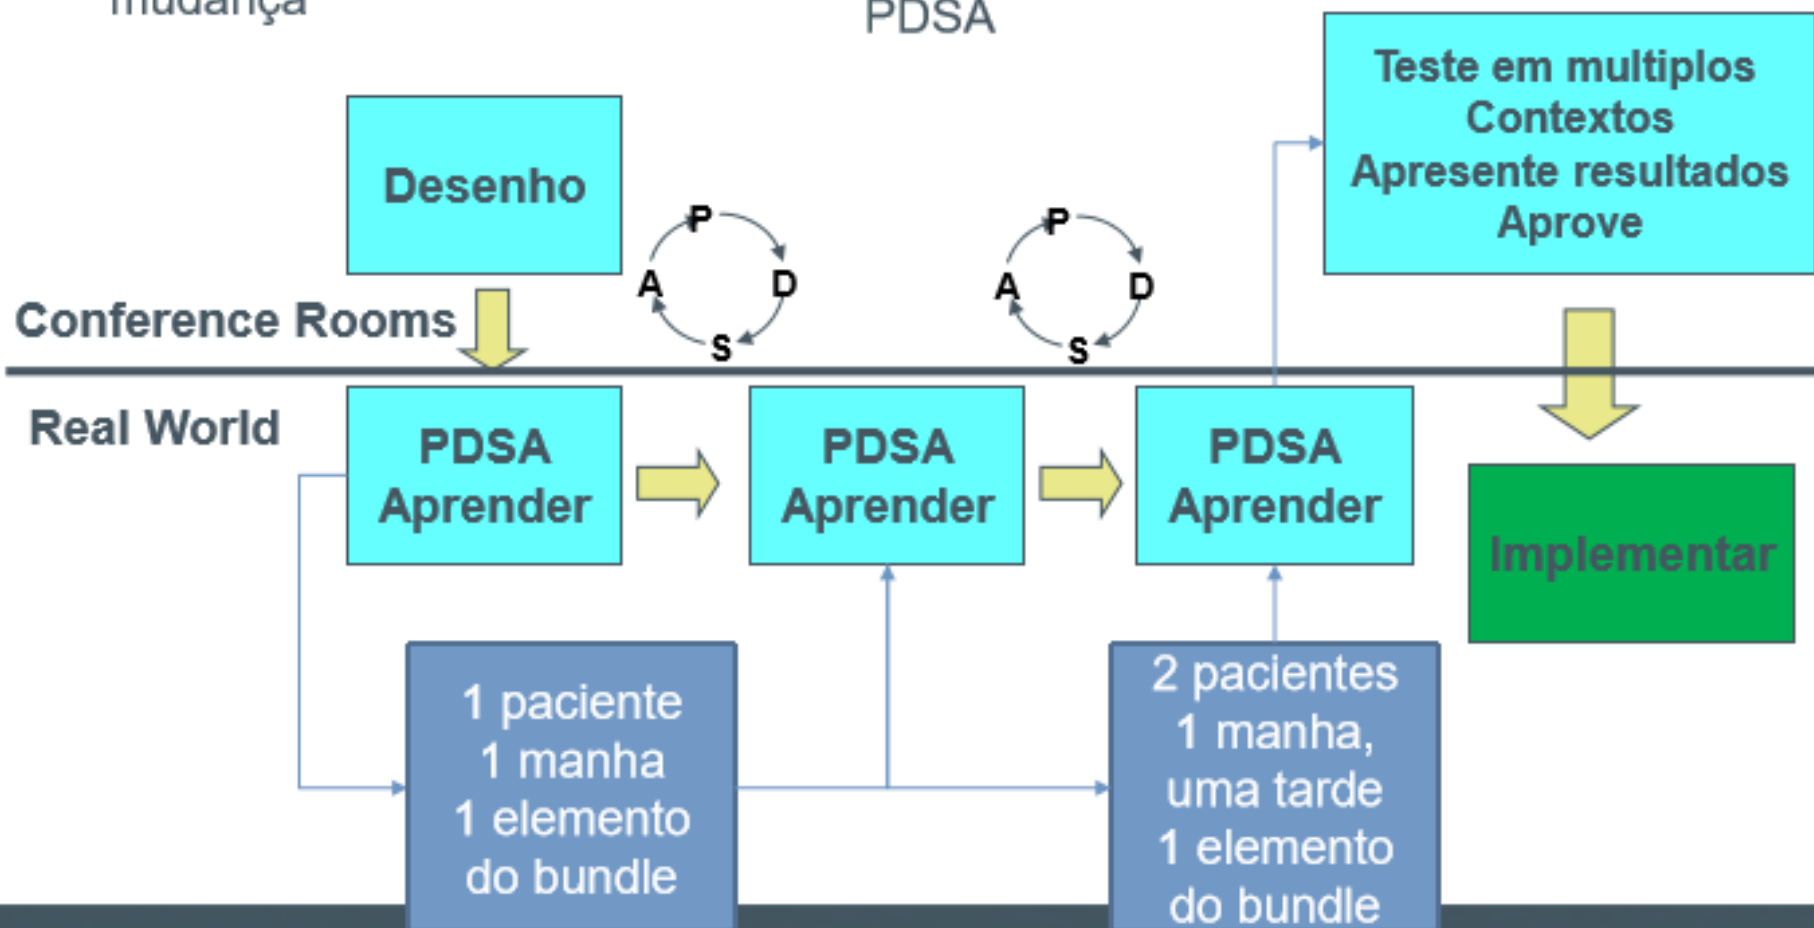 mudança
PDSA
Teste em multiplos
Contextos
Apresente resultados
Aprove
Desenho
P
A
D
S
P
A
D
S
Conference Rooms
Real World
PDSA
Aprender
PDSA
Aprender
PDSA
Aprender
Implementar
1 paciente
1 manha
1 elemento
do bundle
2 pacientes
1 manha,
uma tarde
1 elemento
do bundle